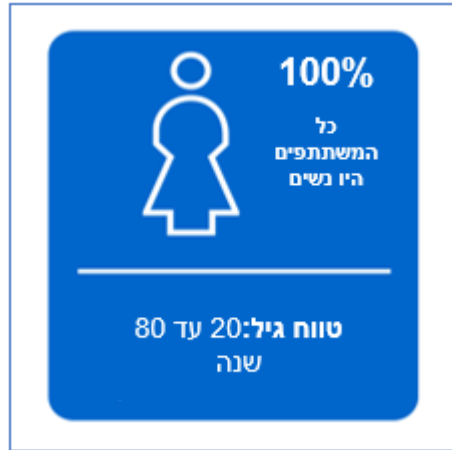 100%
כל
המשתתפים
היו נשים
טווח גיל:20 עד 80
שנה